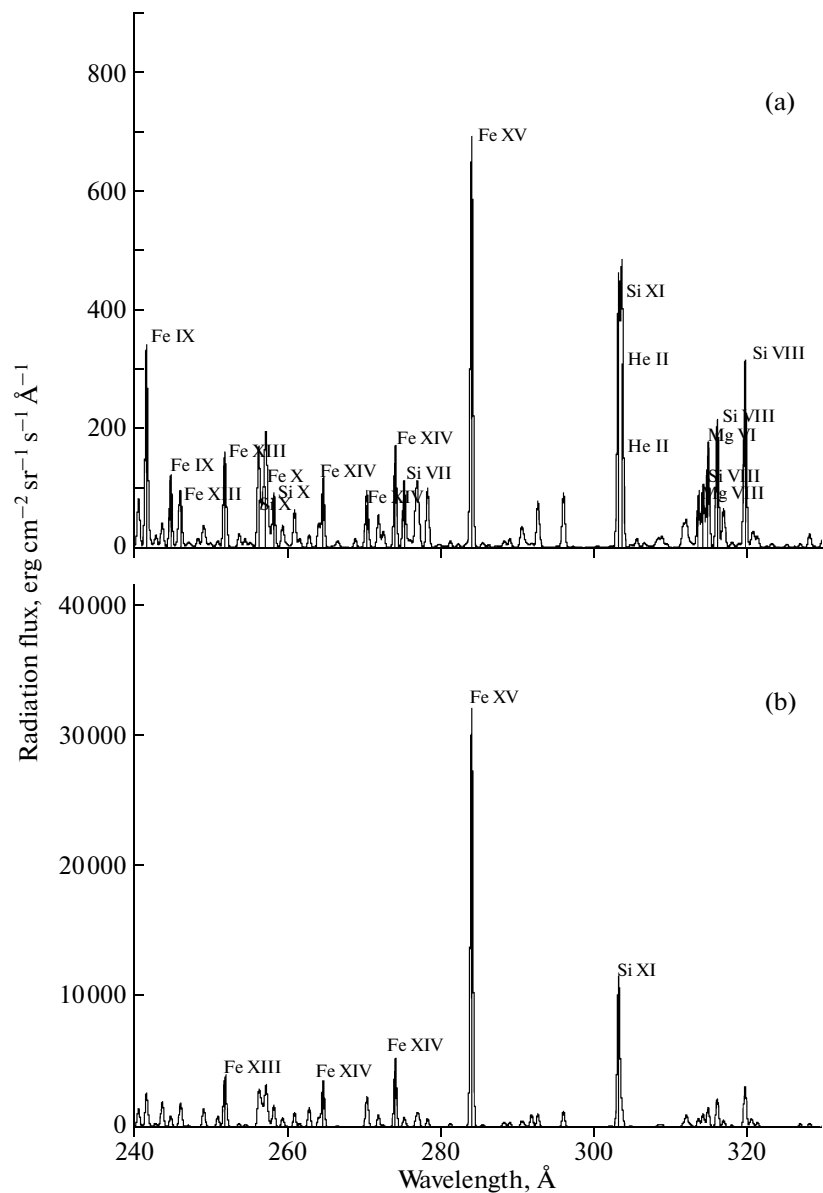 Radiation flux, erg cm−2 sr−1 s−1 Å−1
800
(a)
Fe XV
600
Si XI
400
Fe IX
He II
Si VIII
200
Si VIII
Mg VI
Fe XIV
He II
Fe XIII
Fe IX
Fe XIV
Si VII
Fe X
Si VIII
Si X
Fe XIII
Fe XIV
Mg VIII
Si X
0
40000
(b)
Fe XV
30000
20000
10000
Si XI
Fe XIV
Fe XIII
Fe XIV
0
240 260 280 300 320
Wavelength, Å